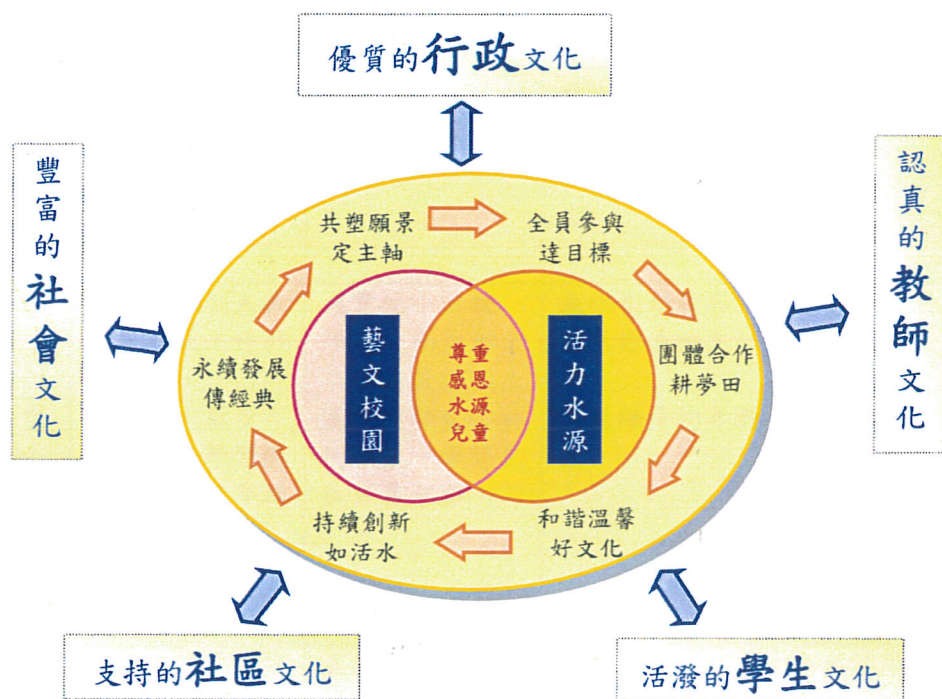 優質的行政文化
豐富的社會文化
認真的教師文化
共塑願景
定主軸
全員參與
達目標
永續發展
傳經典
藝文校園
尊重
感恩
水源
兒童
活力水源
團體合作
耕夢田
持續創新
如活水
和諧溫馨
好文化
支持的社區文化
活潑的學生文化